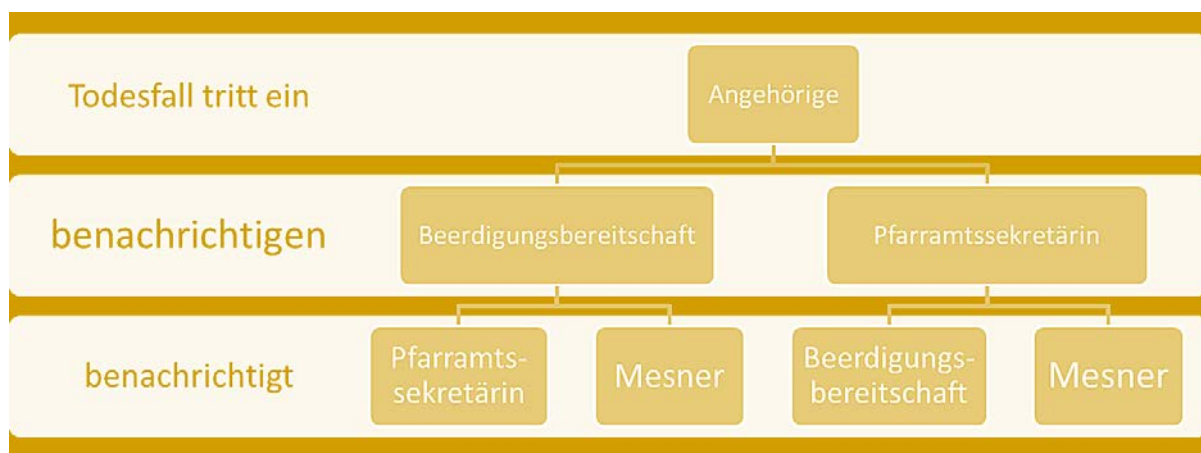 Todesfall tritt ein
Angehörige
benachrichtigen
Beerdigungsbereitschaft
Pfarramtssekretärin
benachrichtigt
Pfarramts-
sekretärin
Mesner
Beerdigungs-
bereitschaft
Mesner